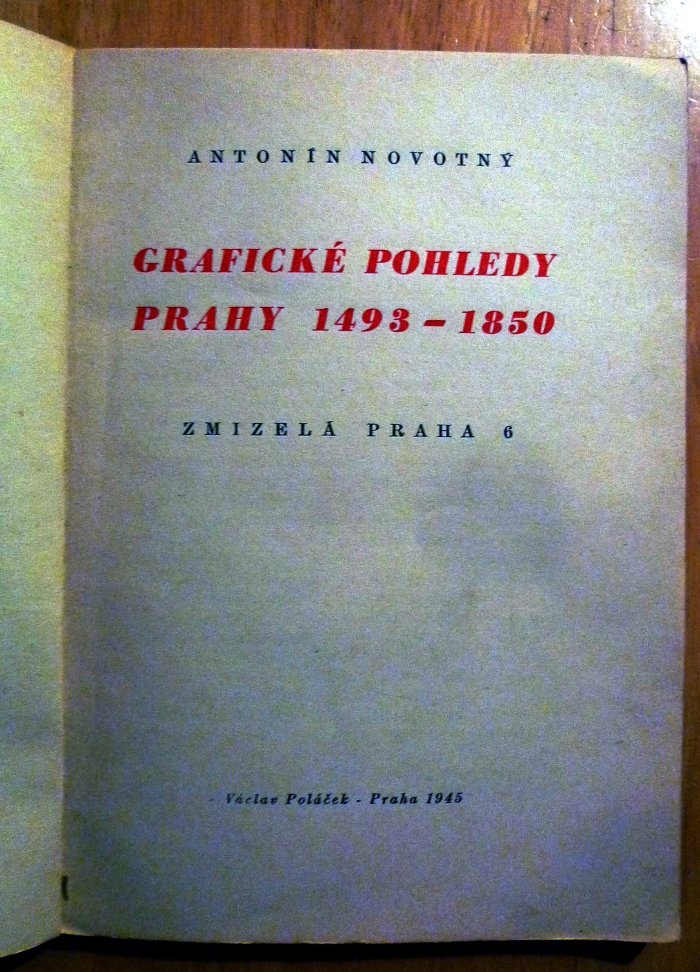 ANTONÍN NOVOTNÝ
GRAFICKÉ POHLEDY
PRAHY 1493 – 1850
ZMIZELÁ PRAHA 6
Václav Poláček - Praha 1945